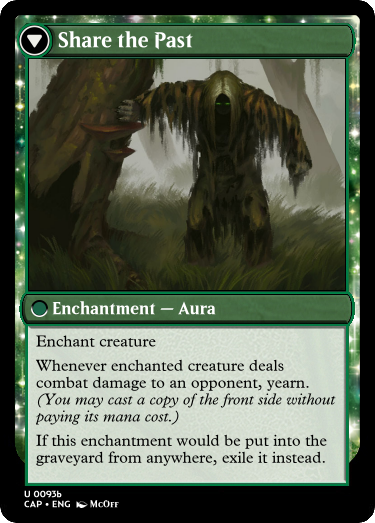 Share the Past
Enchantment — Aura
Enchant creature
Whenever enchanted creature deals
combat damage to an opponent, yearn.
(You may cast a copy of the front side without
paying its mana cost.)
If this enchantment would be put into the
graveyard from anywhere, exile it instead.
U 0093b
CAP • ENG McOff